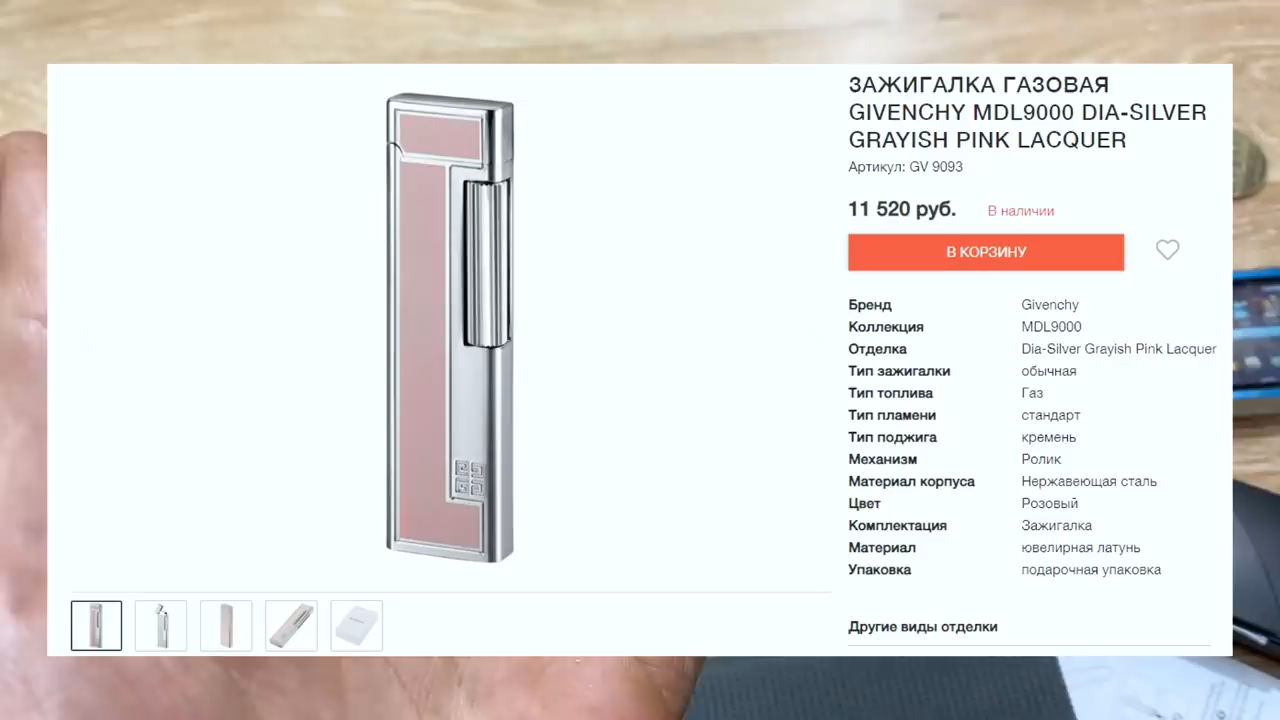 ЗАЖИГАЛКА ГАЗОВАЯ
GIVENCHY MDL9000 DIA-SILVER
GRAYISH PINK LACQUER
Артикул: GV 9093
11 520 руб. В наличии
В КОРЗИНУ
Бренд Givenchy
Коллекция MDL9000
Отделка Dia-Silver Grayish Pink Lacquer
Тип зажигалки обычная
Тип топлива Газ
Тип пламени стандарт
Тип поджига кремень
Механизм Ролик
Материал корпуса Нержавеющая сталь
Цвет Розовый
Комплектация Зажигалка
Материал ювелирная латунь
Упаковка подарочная упаковка
Другие виды отделки